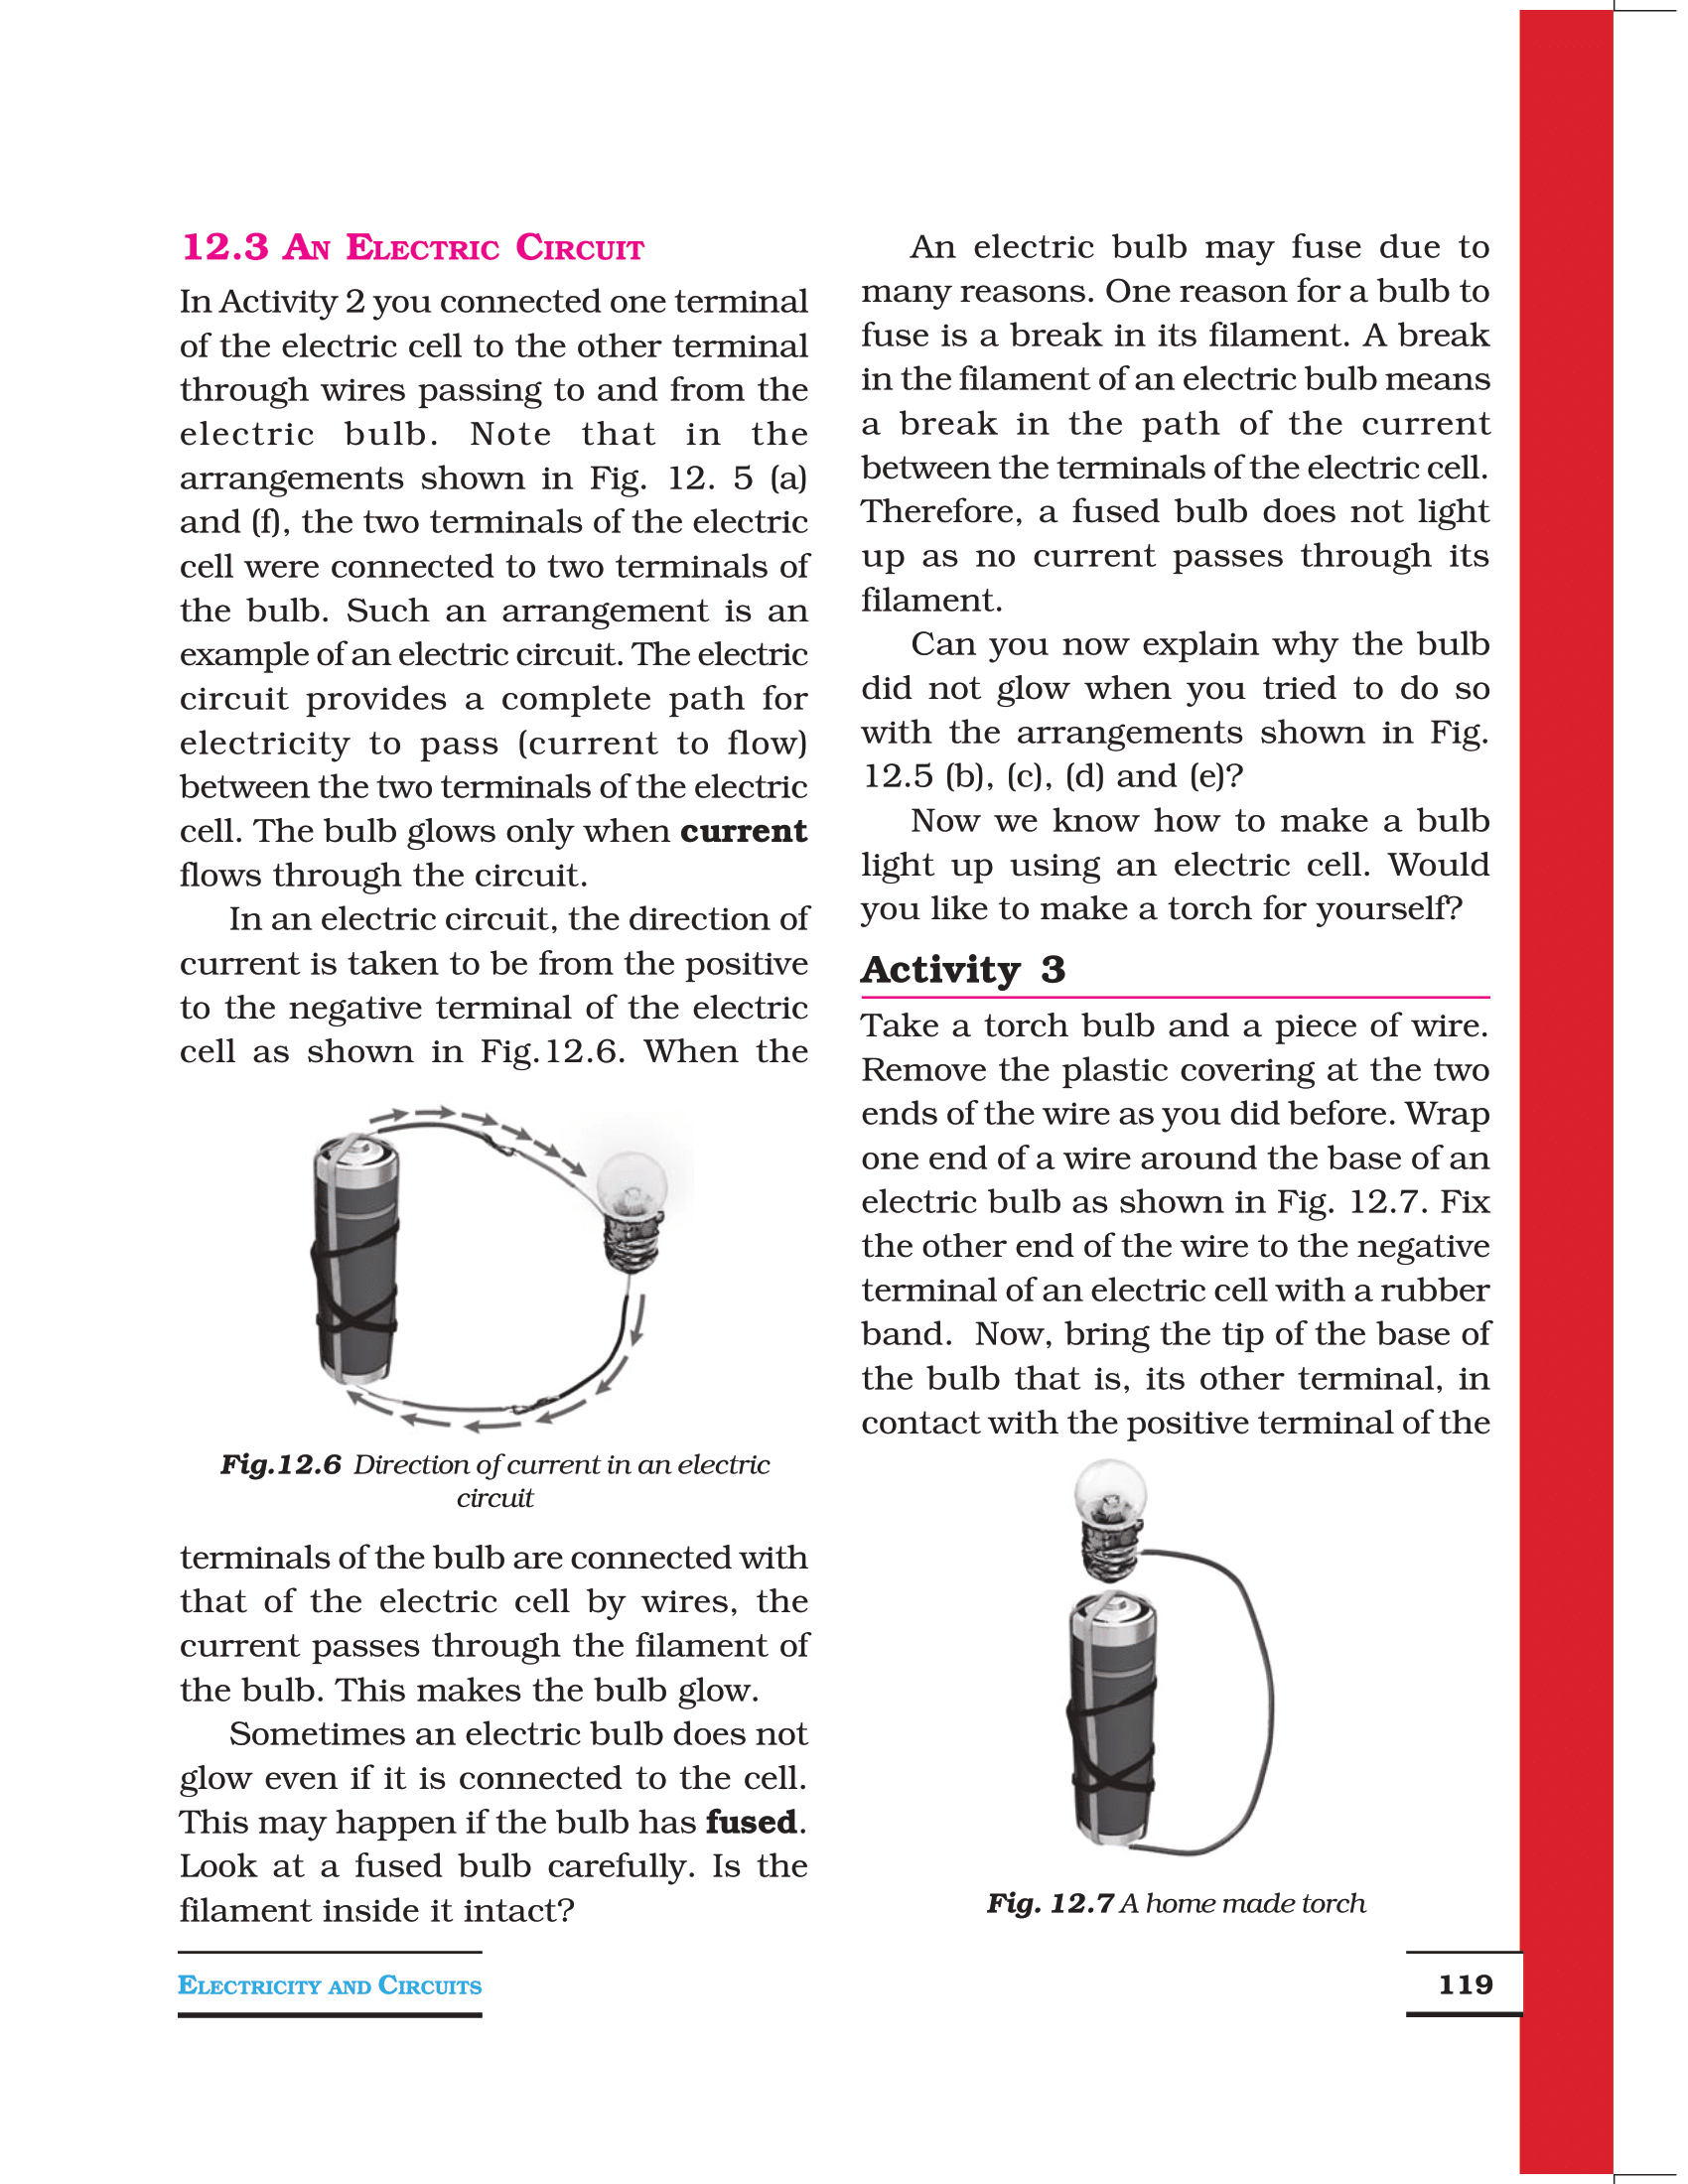 12.3 An Electric Circuit
In Activity 2 you connected one terminal
of the electric cell to the other terminal
through wires passing to and from the
electric bulb. Note that in the
arrangements shown in Fig. 12. 5 (a)
and (f), the two terminals of the electric
cell were connected to two terminals of
the bulb. Such an arrangement is an
example of an electric circuit. The electric
circuit provides a complete path for
electricity to pass (current to flow)
between the two terminals of the electric
cell. The bulb glows only when current
flows through the circuit.
In an electric circuit, the direction of
current is taken to be from the positive
to the negative terminal of the electric
cell as shown in Fig.12.6. When the
Fig.12.6 Direction of current in an electric
circuit
terminals of the bulb are connected with
that of the electric cell by wires, the
current passes through the filament of
the bulb. This makes the bulb glow.
Sometimes an electric bulb does not
glow even if it is connected to the cell.
This may happen if the bulb has fused.
Look at a fused bulb carefully. Is the
filament inside it intact?
An electric bulb may fuse due to
many reasons. One reason for a bulb to
fuse is a break in its filament. A break
in the filament of an electric bulb means
a break in the path of the current
between the terminals of the electric cell.
Therefore, a fused bulb does not light
up as no current passes through its
filament.
Can you now explain why the bulb
did not glow when you tried to do so
with the arrangements shown in Fig.
12.5 (b), (c), (d) and (e)?
Now we know how to make a bulb
light up using an electric cell. Would
you like to make a torch for yourself?
Activity 3
Take a torch bulb and a piece of wire.
Remove the plastic covering at the two
ends of the wire as you did before. Wrap
one end of a wire around the base of an
electric bulb as shown in Fig. 12.7. Fix
the other end of the wire to the negative
terminal of an electric cell with a rubber
band. Now, bring the tip of the base of
the bulb that is, its other terminal, in
contact with the positive terminal of the
Fig. 12.7 A home made torch
Electricity and Circuits
119